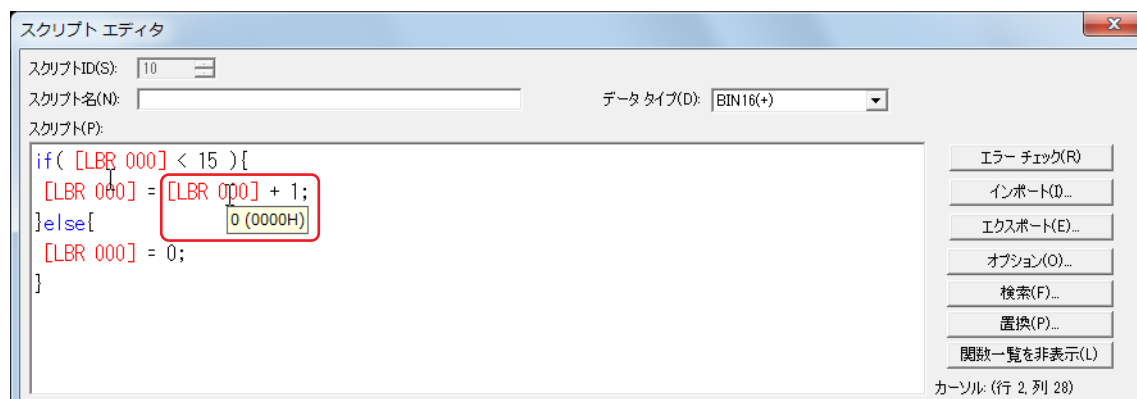 スクリプト エディタ
スクリプトID(S): 10
スクリプト名(N):
データ タイプ(D): BIN16(+)
スクリプト(P):
if( [LBR 000] < 15 ){
[LBR 000] = [LBR 000] + 1;
}else{
0 (0000H)
[LBR 000] = 0;
}
エラー チェック(R)
インポート(I)...
エクスポート(E)...
オプション(O)...
検索(F)...
置換(P)...
関数一覧を非表示(L)
カーソル: (行 2, 列 28)